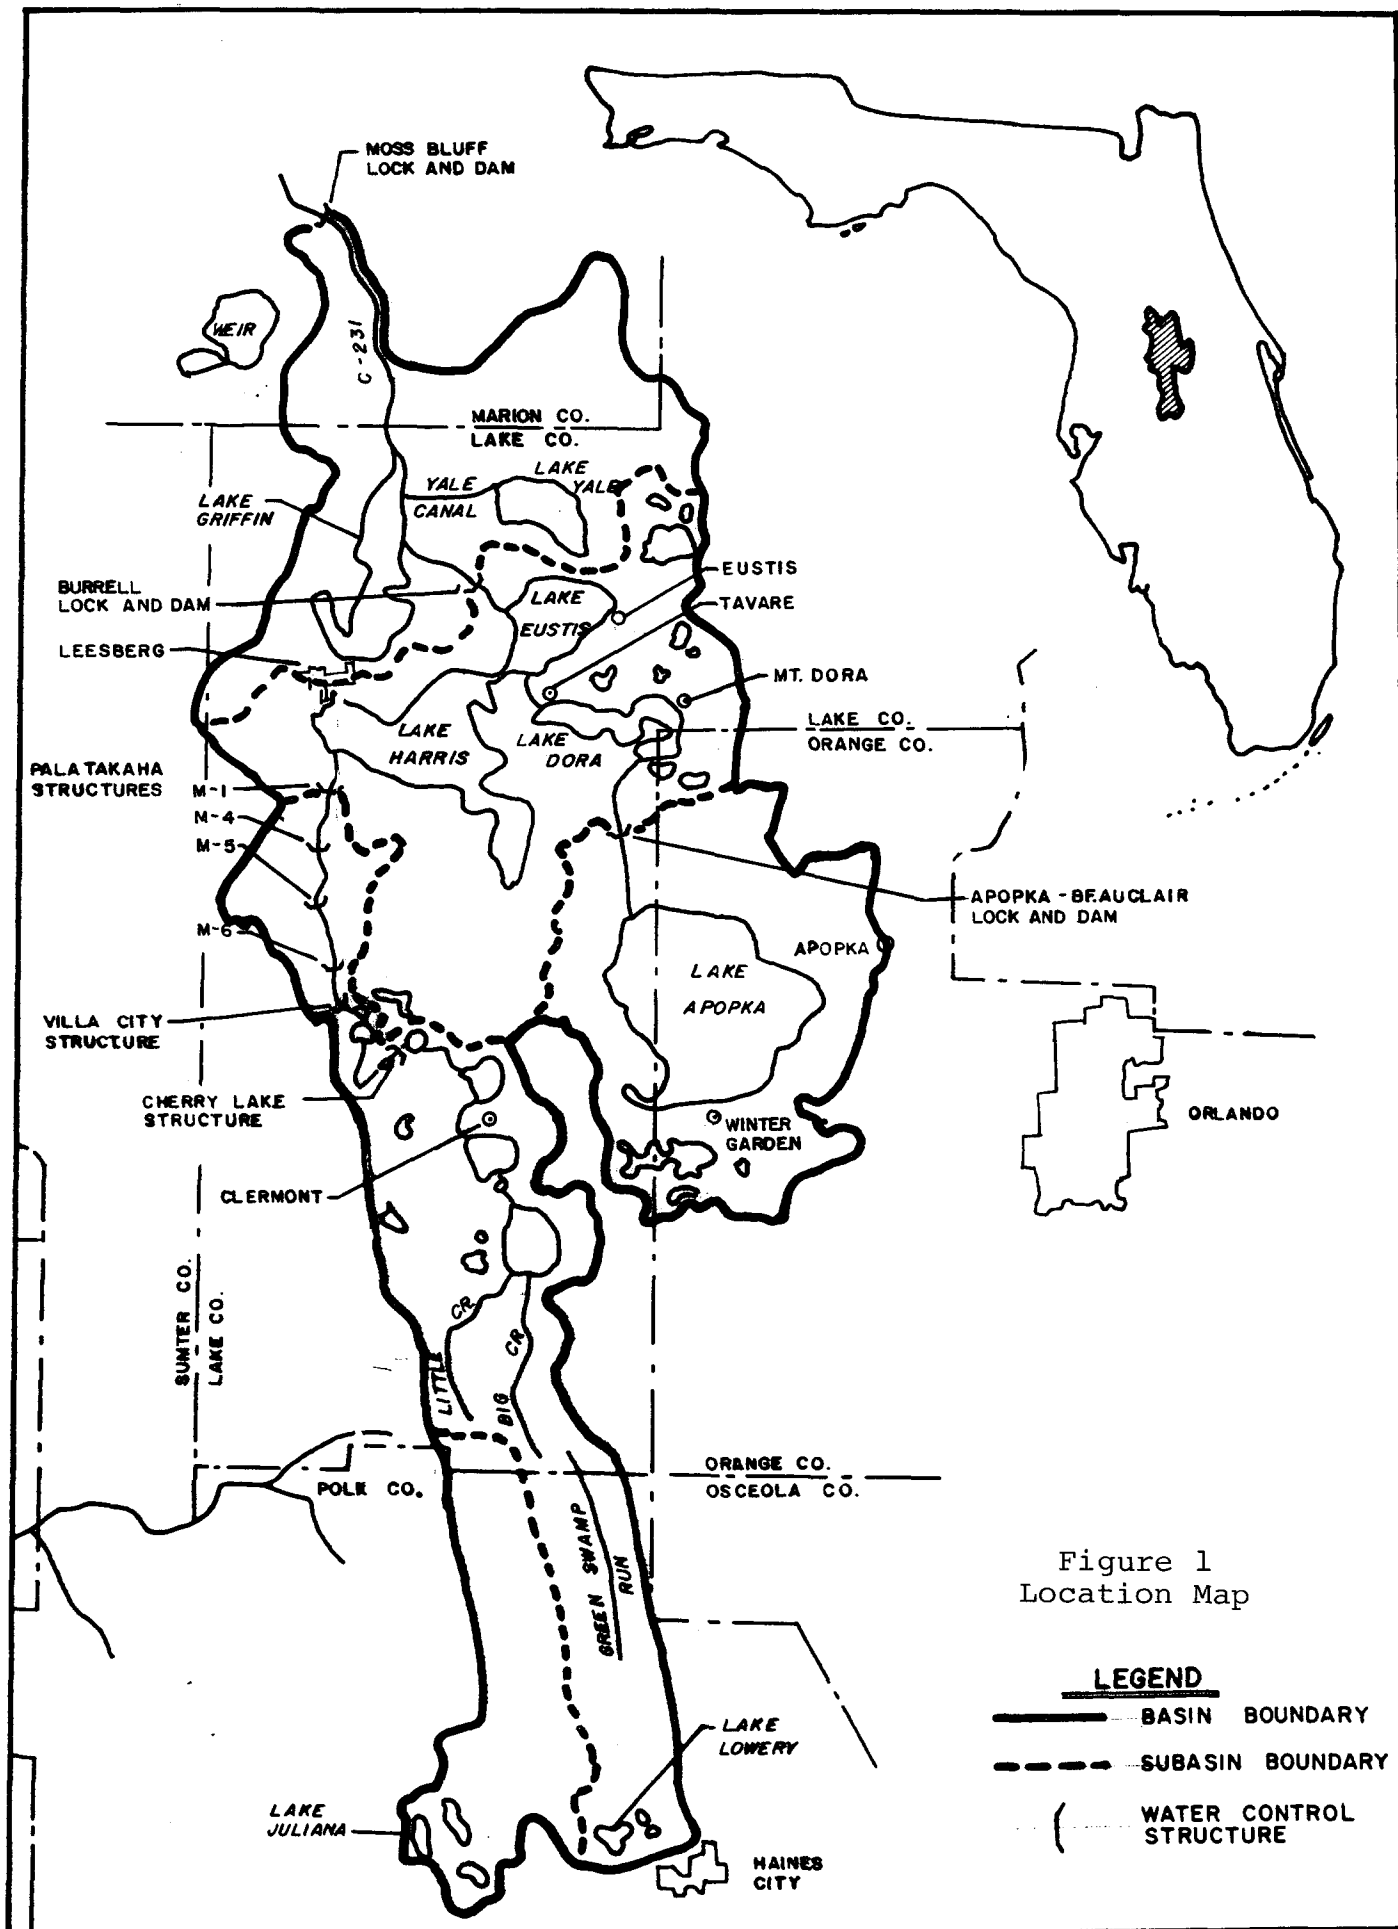 MOSS BLUFF
LOCK AND DAM
WEIR
C-231
MARION CO.
LAKE CO.
LAKE
YALE
YALE
CANAL
LAKE
GRIFFIN
EUSTIS
TAVARE
BURRELL
LOCK AND DAM
LAKE
EUSTIS
LEESBERG
MT. DORA
LAKE CO.
ORANGE CO.
LAKE
HARRIS
LAKE
DORA
PALATAKAHA
STRUCTURES
M-1
M-4
M-5
M-6
APOPKA - BEAUCLAIR
LOCK AND DAM
APOPKA
LAKE
APOPKA
VILLA CITY
STRUCTURE
CHERRY LAKE
STRUCTURE
WINTER
GARDEN
ORLANDO
CLERMONT
SUMTER CO.
LAKE CO.
LITTLE CR.
BIG CR.
POLK CO.
ORANGE CO.
OSCEOLA CO.
GREEN SWAMP
RUN
Figure 1
Location Map
LEGEND
BASIN BOUNDARY
SUBASIN BOUNDARY
WATER CONTROL
STRUCTURE
LAKE
LOWERY
LAKE
JULIANA
HAINES
CITY